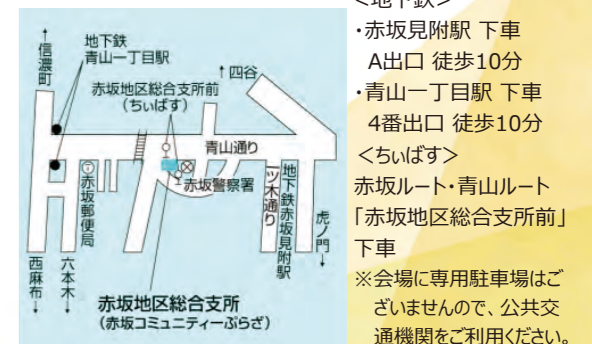 ↑信濃町
地下鉄
青山一丁目駅
↑四谷
赤坂地区総合支所前
(ちぃばす)
青山通り
赤坂郵便局
赤坂警察署
一ツ木通り
地下鉄赤坂見附駅
虎ノ門↓
西麻布↓
六本木↓
赤坂地区総合支所
(赤坂コミュニティーぷらざ)
<地下鉄>
・赤坂見附駅 下車
A出口 徒歩10分
・青山一丁目駅 下車
4番出口 徒歩10分
<ちぃばす>
赤坂ルート・青山ルート
「赤坂地区総合支所前」
下車
※会場に専用駐車場はご
ざいませんので、公共交
通機関をご利用ください。